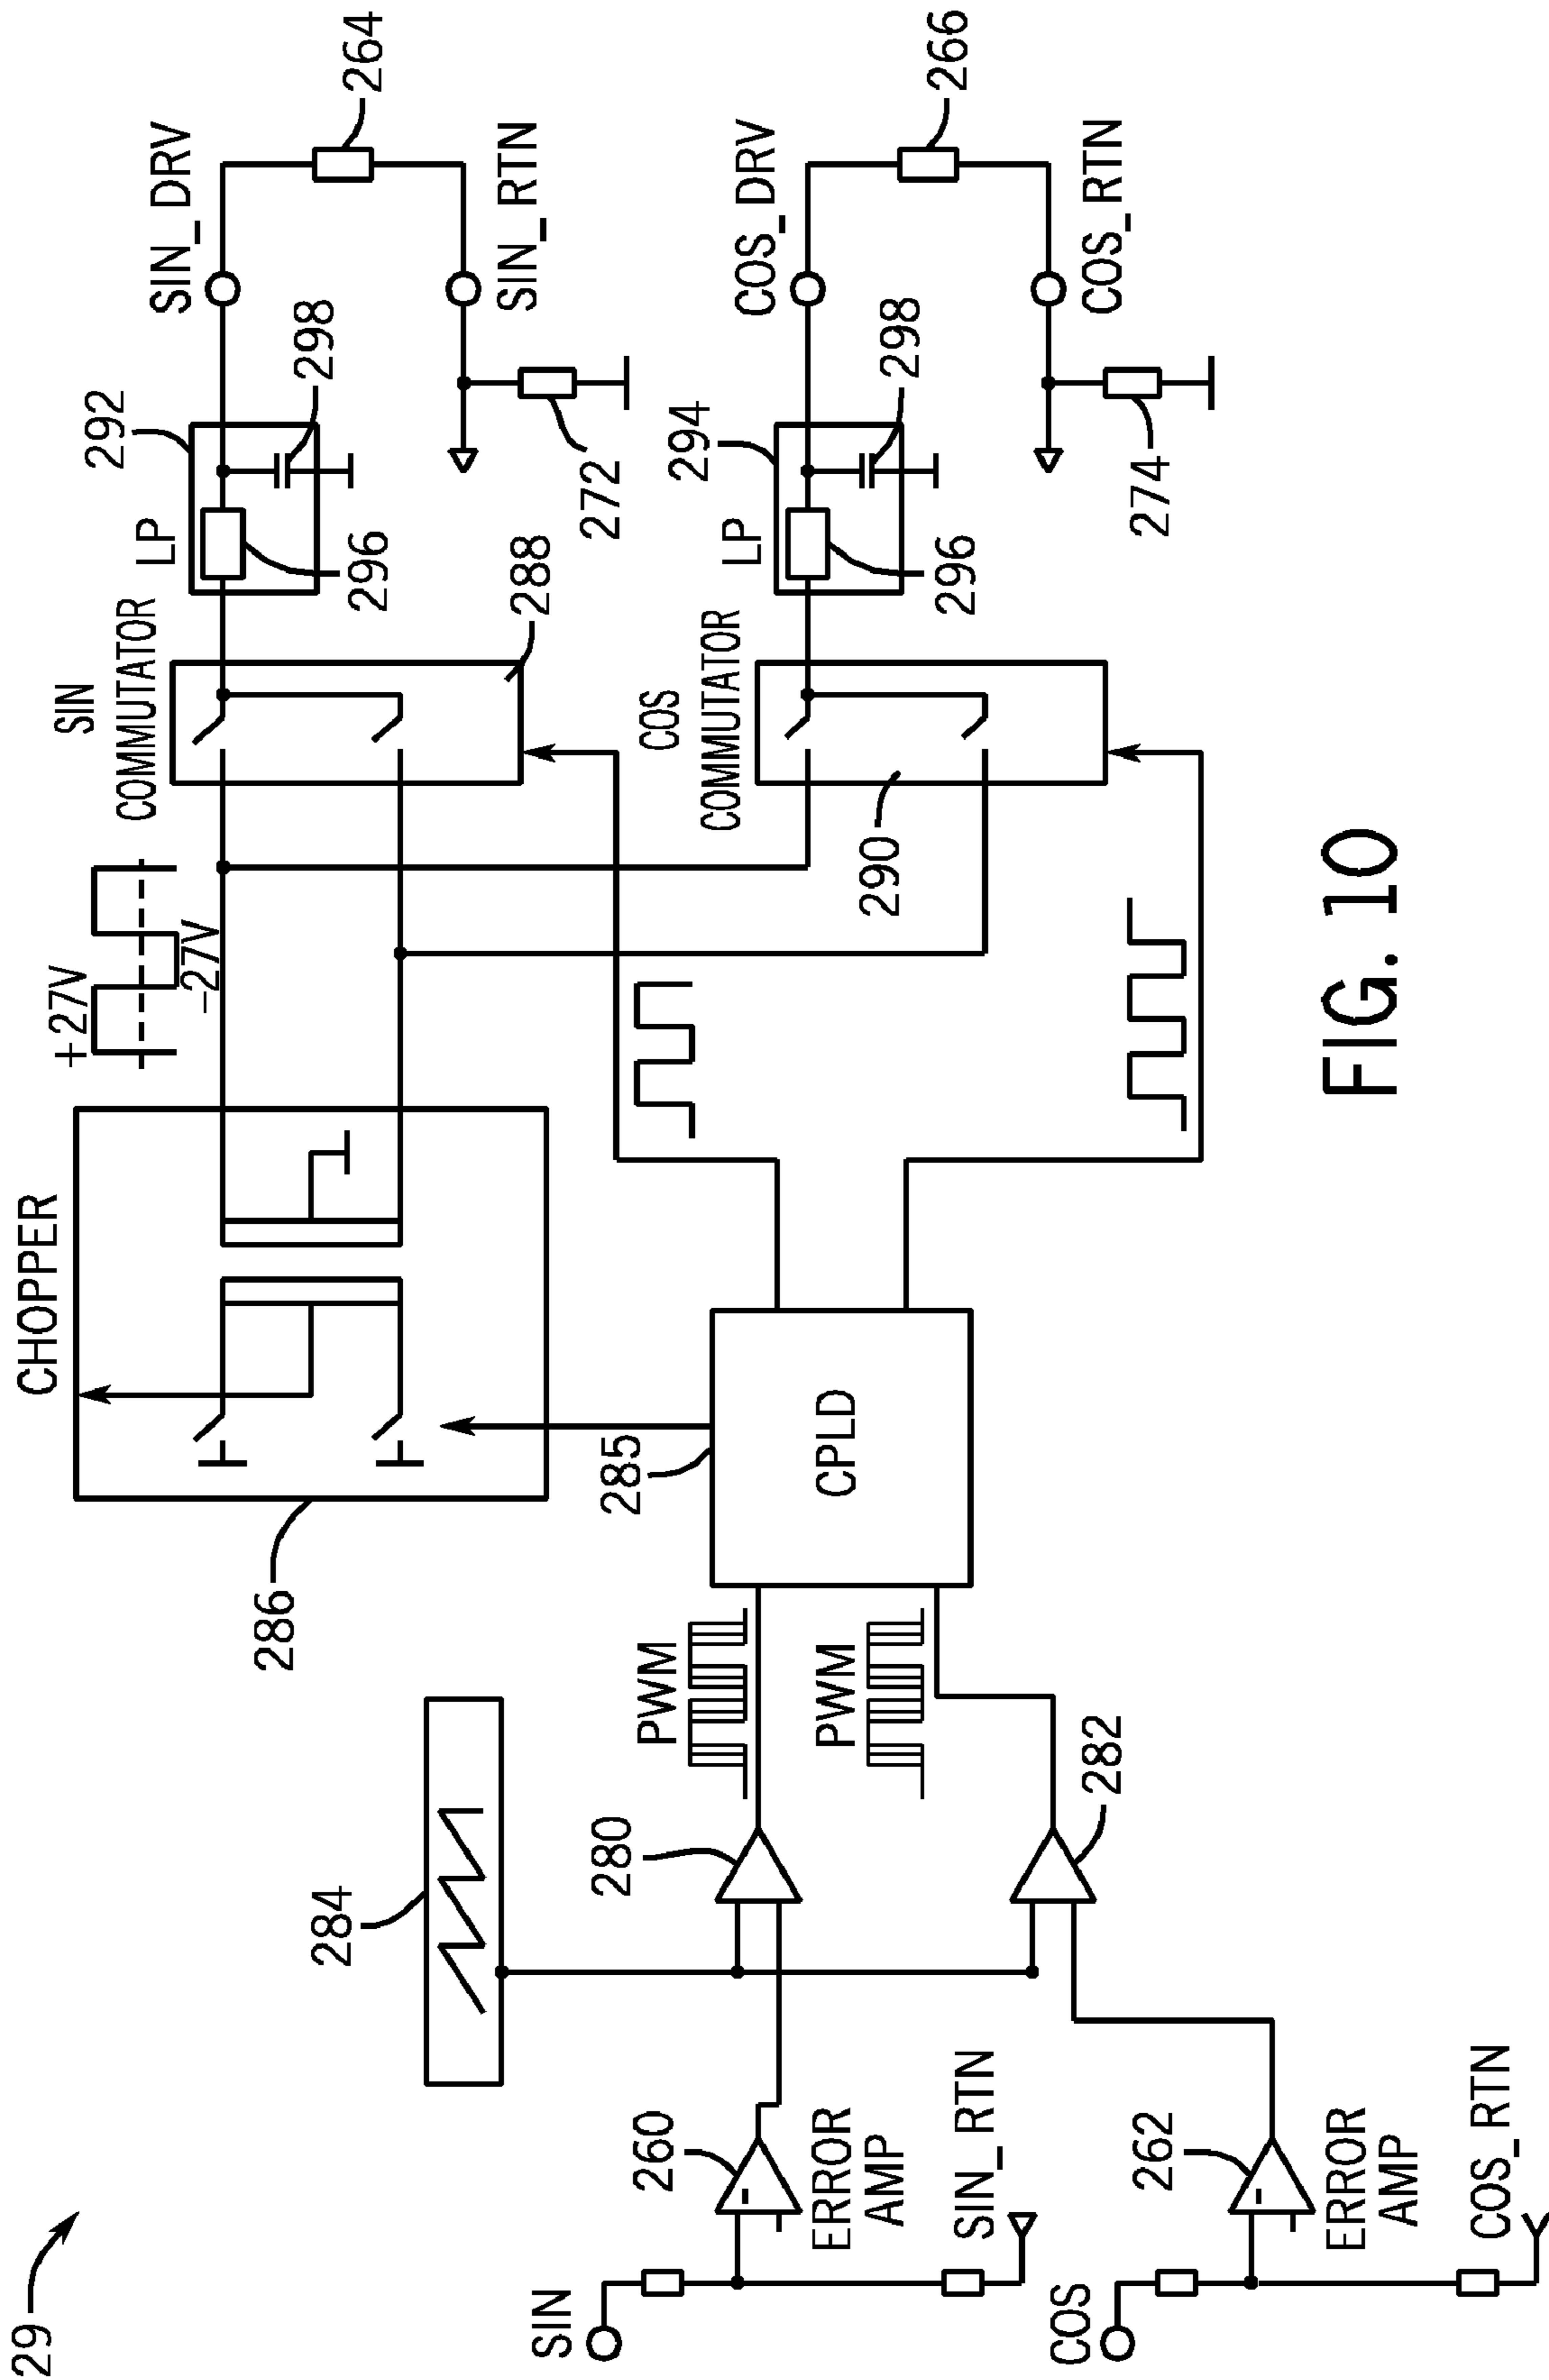 29
CHOPPER
+27V
-27V
SIN
COMMUTATOR
LP
292
SIN_DRV
264
298
296
288
272
SIN_RTN
286
284
285
CPLD
PWM
PWM
280
282
COS
COMMUTATOR
290
LP
294
COS_DRV
266
298
296
274
COS_RTN
SIN
260
ERROR
AMP
SIN_RTN
COS
262
ERROR
AMP
COS_RTN
FIG. 10